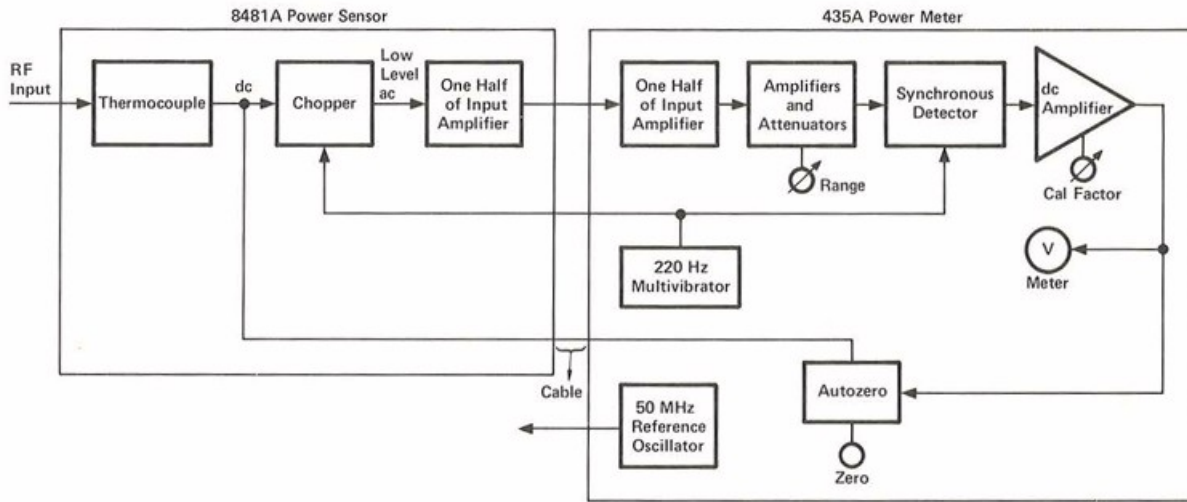 8481A Power Sensor
435A Power Meter
RF
Input
Thermocouple
dc
Chopper
Low
Level
ac
One Half
of Input
Amplifier
One Half
of Input
Amplifier
Amplifiers
and
Attenuators
Range
Synchronous
Detector
dc
Amplifier
Cal Factor
220 Hz
Multivibrator
V
Meter
Cable
50 MHz
Reference
Oscillator
Autozero
Zero